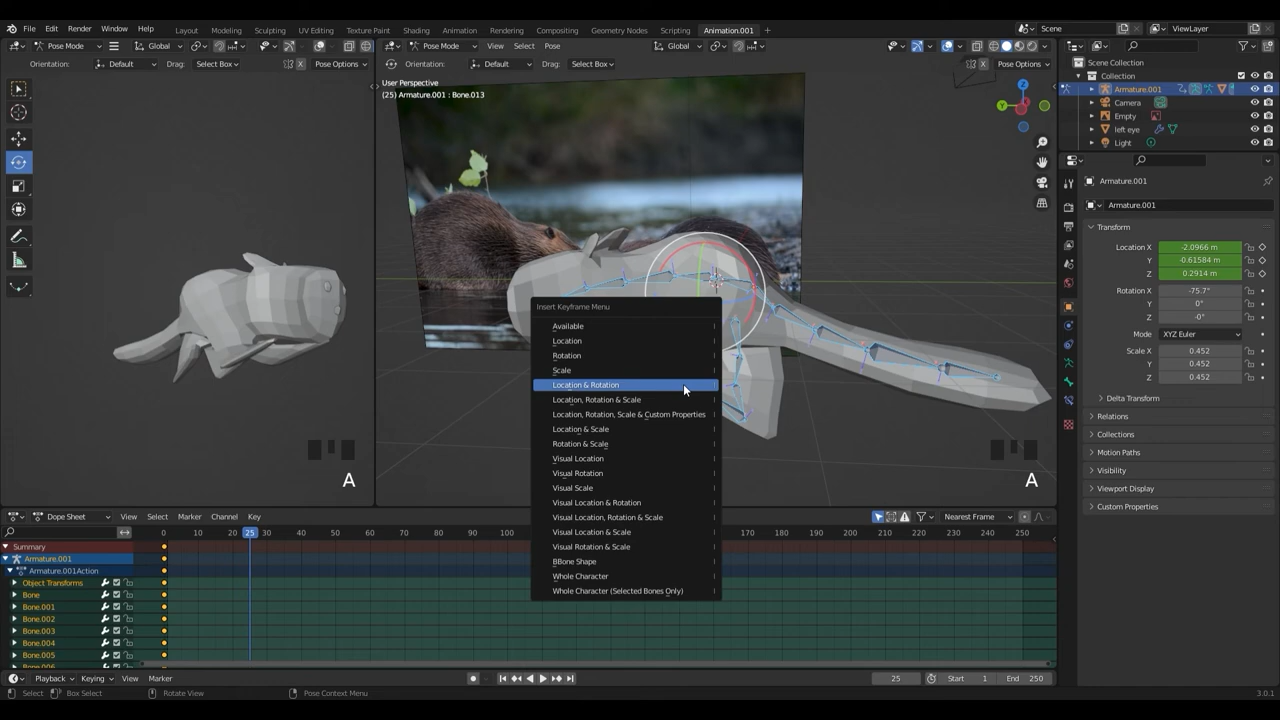 File Edit Render Window Help Layout Modeling Sculpting UV Editing Texture Paint Shading Animation Rendering Compositing Geometry Nodes Scripting Animation.001 + Scene ViewLayer
Pose Mode Global Pose Mode View Select Pose Global
Orientation: Default Drag: Select Box X Pose Options Orientation: Default Drag: Select Box X Pose Options
User Perspective
(25) Armature.001 : Bone.013
Z
Y
A
A
Scene Collection
Collection
Armature.001
Camera
Empty
left eye
Light
Armature.001
Armature.001
Transform
Location X -2.0966 m
Y -0.61584 m
Z 0.2914 m
Rotation X -75.7°
Y 0°
Z -0°
Mode XYZ Euler
Scale X 0.452
Y 0.452
Z 0.452
Delta Transform
Relations
Collections
Motion Paths
Visibility
Viewport Display
Custom Properties
Insert Keyframe Menu
Available
Location
Rotation
Scale
Location & Rotation
Location, Rotation & Scale
Location, Rotation, Scale & Custom Properties
Location & Scale
Rotation & Scale
Visual Location
Visual Rotation
Visual Scale
Visual Location & Rotation
Visual Location, Rotation & Scale
Visual Location & Scale
Visual Rotation & Scale
BBone Shape
Whole Character
Whole Character (Selected Bones Only)
Dope Sheet View Select Marker Channel Key Nearest Frame
0 10 20 25 30 40 50 60 70 80 90 100 170 180 190 200 210 220 230 240 250
Summary
Armature.001
Armature.001Action
Object Transforms
Bone
Bone.001
Bone.002
Bone.003
Bone.004
Bone.005
Bone.006
Playback Keying View Marker 25 Start 1 End 250
Select Box Select Rotate View Pose Context Menu 3.0.1